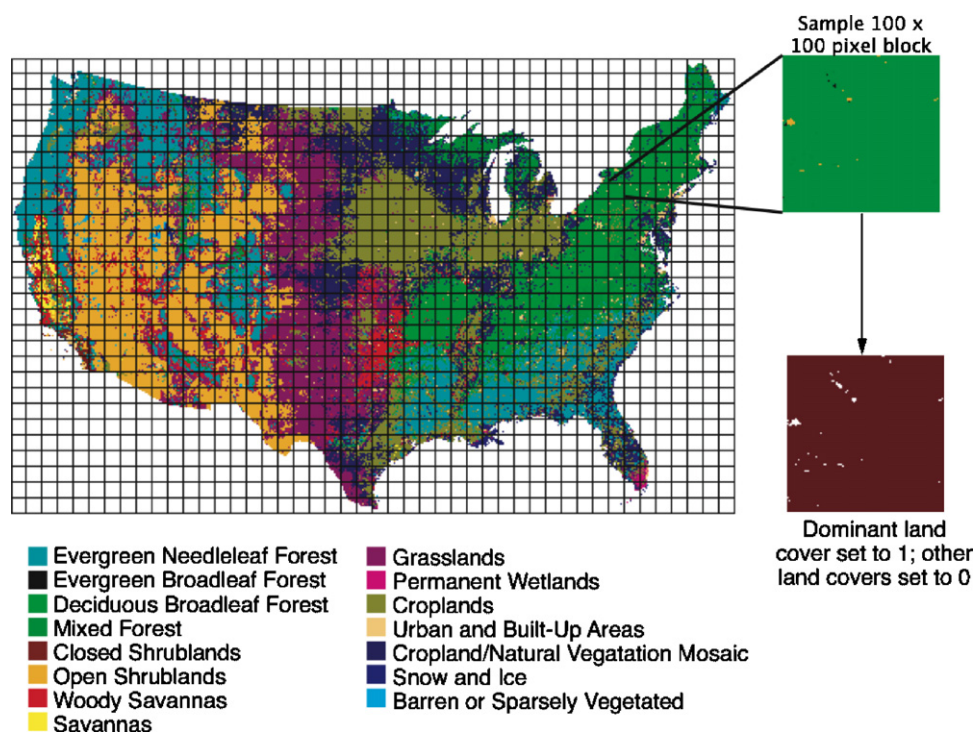 Sample 100 x
100 pixel block
Dominant land
cover set to 1; other
land covers set to 0
Evergreen Needleleaf Forest
Evergreen Broadleaf Forest
Deciduous Broadleaf Forest
Mixed Forest
Closed Shrublands
Open Shrublands
Woody Savannas
Savannas
Grasslands
Permanent Wetlands
Croplands
Urban and Built-Up Areas
Cropland/Natural Vegatation Mosaic
Snow and Ice
Barren or Sparsely Vegetated